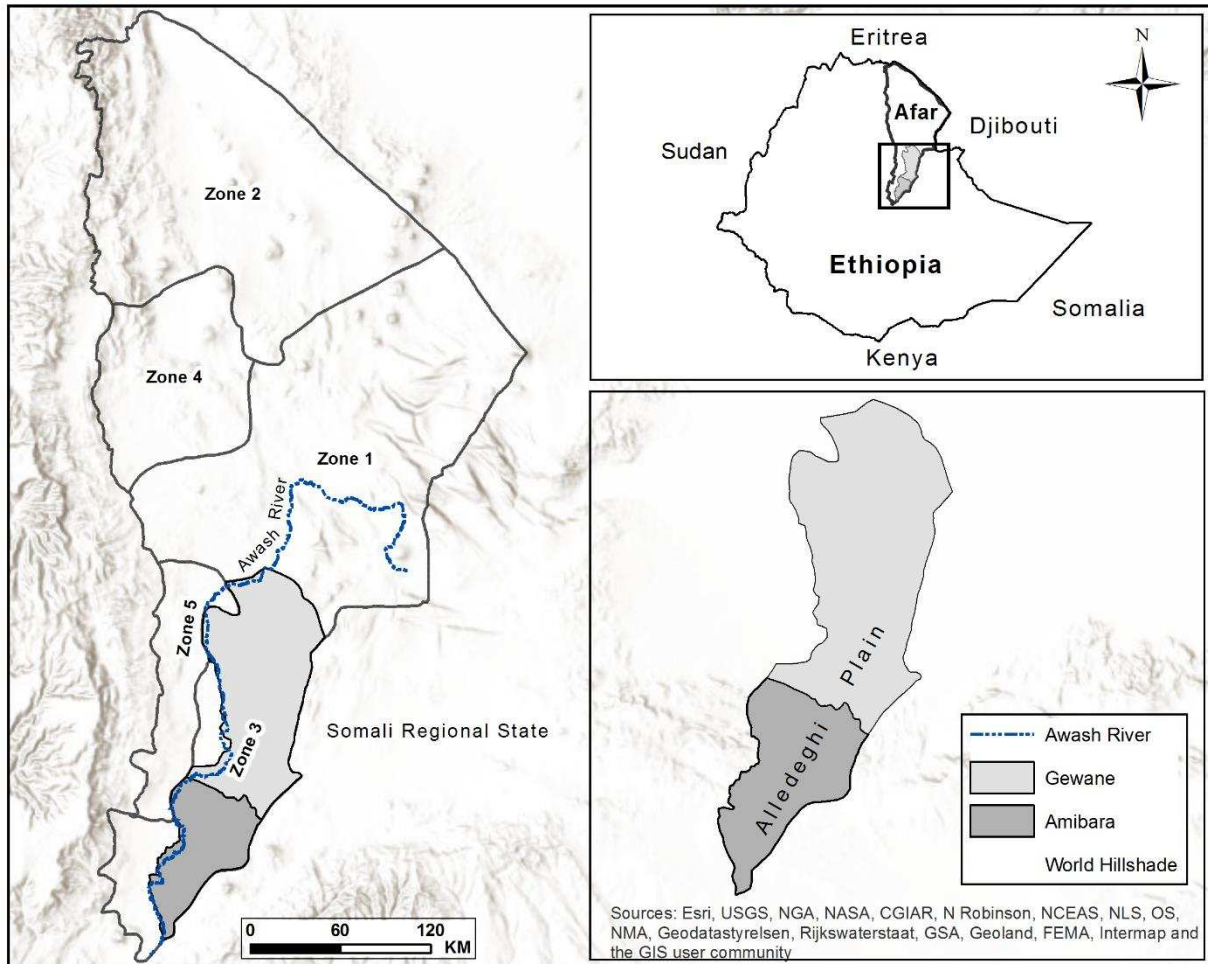 Zone 2
Zone 4
Zone 1
Awash River
Zone 5
Zone 3
Somali Regional State
0 60 120
KM
N
Eritrea
Afar
Djibouti
Sudan
Ethiopia
Somalia
Kenya
Alledeghi Plain
Awash River
Gewane
Amibara
World Hillshade
Sources: Esri, USGS, NGA, NASA, CGIAR, N Robinson, NCEAS, NLS, OS,
NMA, Geodatastyrelsen, Rijkswaterstaat, GSA, Geoland, FEMA, Intermap and
the GIS user community